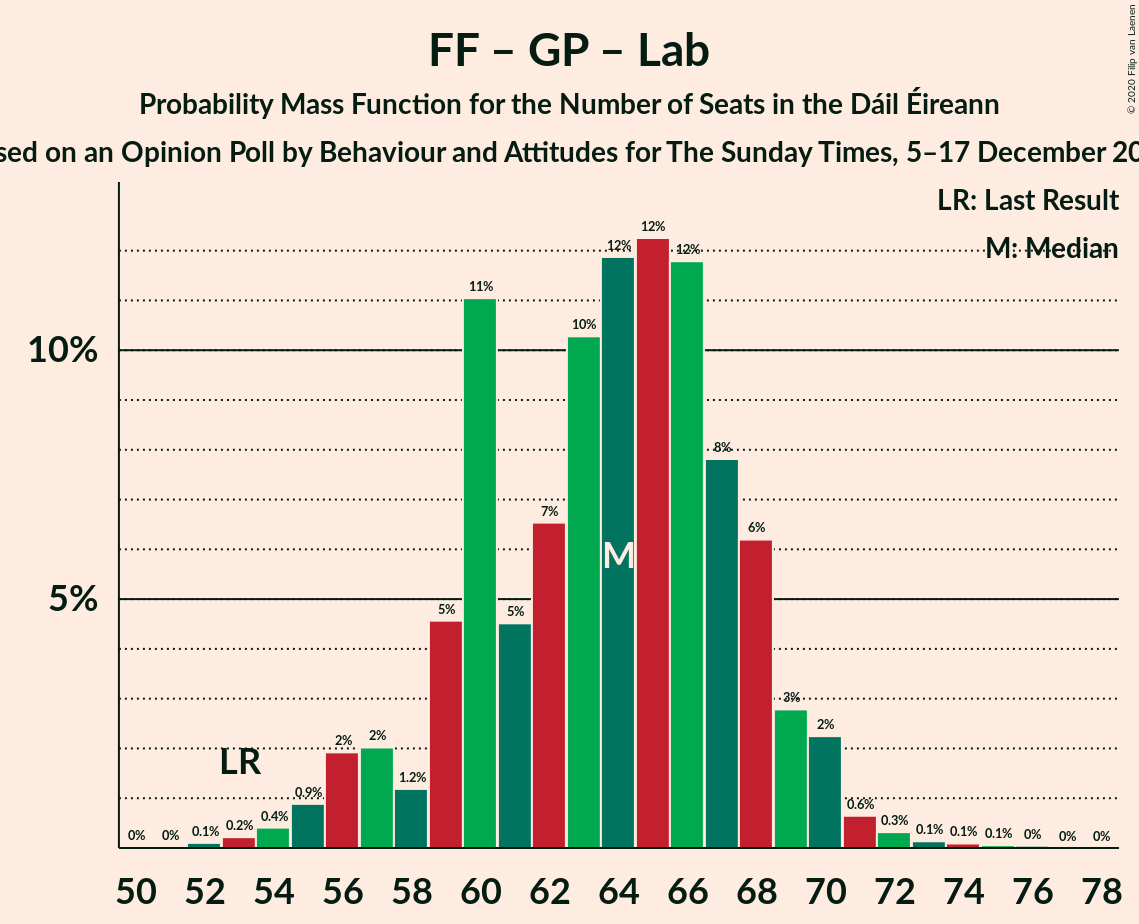 FF – GP – Lab
Probability Mass Function for the Number of Seats in the Dáil Éireann
sed on an Opinion Poll by Behaviour and Attitudes for The Sunday Times, 5–17 December 20
© 2020 Filip van Laenen
LR: Last Result
M: Median
10%
5%
0% 0% 0.1% 0.2% 0.4% 0.9% 2% 2% 1.2% 5% 11% 5% 7% 10% 12% 12% 12% 8% 6% 3% 2% 0.6% 0.3% 0.1% 0.1% 0.1% 0% 0% 0%
LR
M
50 52 54 56 58 60 62 64 66 68 70 72 74 76 78